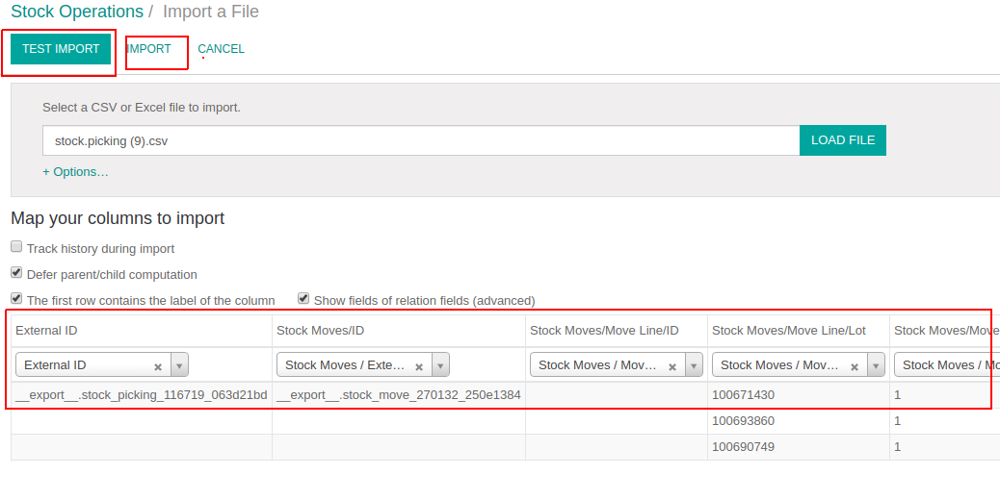 Stock Operations / Import a File
TEST IMPORT IMPORT CANCEL
Select a CSV or Excel file to import.
stock.picking (9).csv LOAD FILE
+ Options…
Map your columns to import
Track history during import
Defer parent/child computation
The first row contains the label of the column Show fields of relation fields (advanced)
External ID Stock Moves/ID Stock Moves/Move Line/ID Stock Moves/Move Line/Lot Stock Moves/Move
External ID Stock Moves / Exte… Stock Moves / Mov… Stock Moves / Mov… Stock Moves / Mo
__export__.stock_picking_116719_063d21bd __export__.stock_move_270132_250e1384 100671430 1
100693860 1
100690749 1